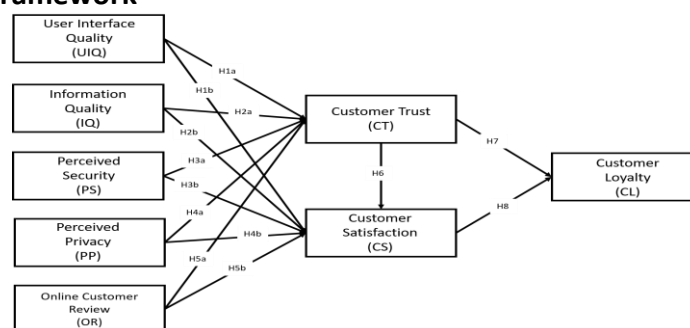 User Interface
Quality
(UIQ)
Information
Quality
(IQ)
Perceived
Security
(PS)
Perceived
Privacy
(PP)
Online Customer
Review
(OR)
H1a
H1b
H2a
H2b
H3a
H3b
H4a
H4b
H5a
H5b
Customer Trust
(CT)
H6
Customer
Satisfaction
(CS)
H7
H8
Customer
Loyalty
(CL)